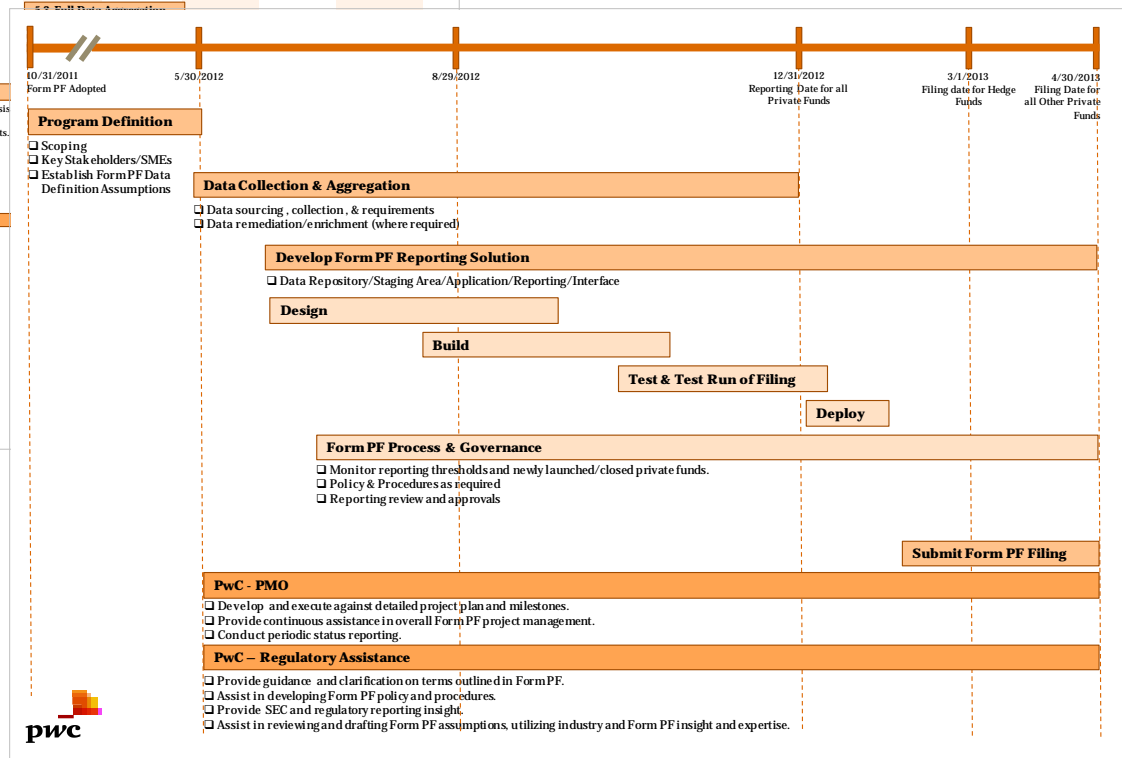 5.3 Full Data Aggregation
10/31/2011
Form PF Adopted
5/30/2012
8/29/2012
12/31/2012
Reporting Date for all
Private Funds
3/1/2013
Filing date for Hedge
Funds
4/30/2013
Filing Date for
all Other Private
Funds
sis
ts.
Program Definition
❑ Scoping
❑ Key Stakeholders/SMEs
❑ Establish Form PF Data
Definition Assumptions
Data Collection & Aggregation
❑ Data sourcing , collection , & requirements
❑ Data remediation/enrichment (where required)
Develop Form PF Reporting Solution
❑ Data Repository/Staging Area/Application/Reporting/Interface
Design
Build
Test & Test Run of Filing
Deploy
Form PF Process & Governance
❑ Monitor reporting thresholds and newly launched/closed private funds.
❑ Policy & Procedures as required
❑ Reporting review and approvals
Submit Form PF Filing
PwC - PMO
❑ Develop and execute against detailed project plan and milestones.
❑ Provide continuous assistance in overall Form PF project management.
❑ Conduct periodic status reporting.
PwC – Regulatory Assistance
❑ Provide guidance and clarification on terms outlined in Form PF.
❑ Assist in developing Form PF policy and procedures.
❑ Provide SEC and regulatory reporting insight.
❑ Assist in reviewing and drafting Form PF assumptions, utilizing industry and Form PF insight and expertise.
pwc